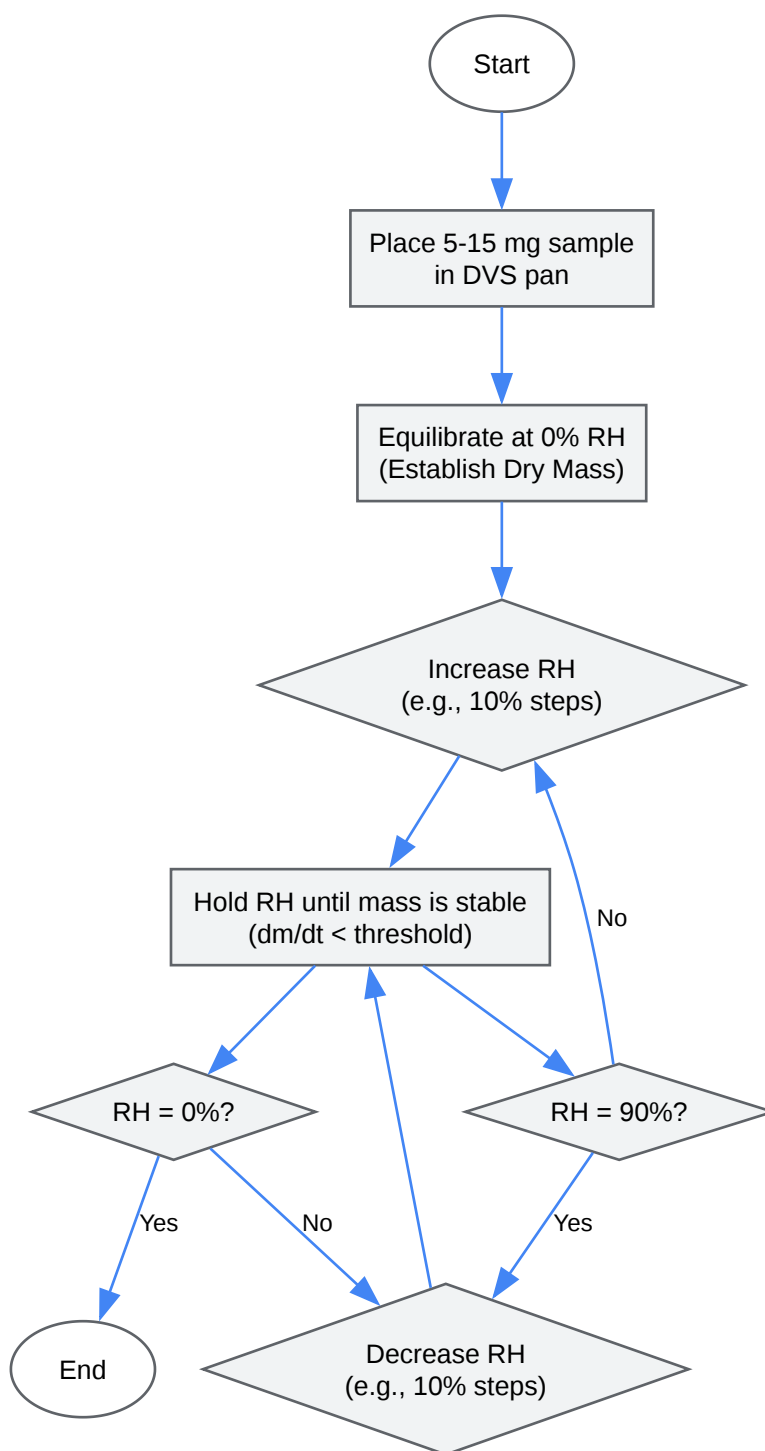 Start
Place 5-15 mg sample
in DVS pan
Equilibrate at 0% RH
(Establish Dry Mass)
Increase RH
(e.g., 10% steps)
Hold RH until mass is stable
(dm/dt < threshold)
No
RH = 0%?
RH = 90%?
Yes
No
Yes
End
Decrease RH
(e.g., 10% steps)